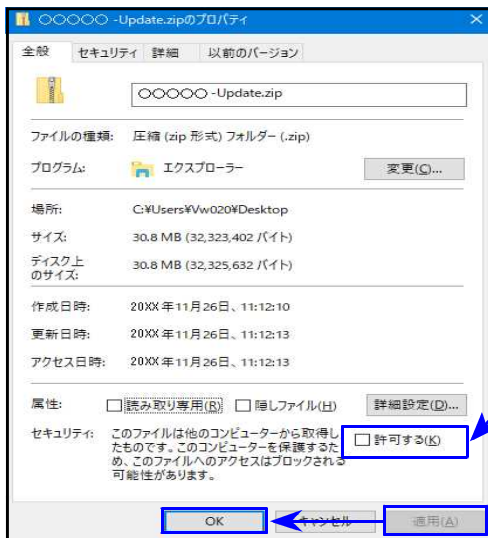 ○○○○○ -Update.zipのプロパティ
全般 セキュリティ 詳細 以前のバージョン
○○○○○ -Update.zip
ファイルの種類: 圧縮 (zip 形式) フォルダー (.zip)
プログラム: エクスプローラー 変更(C)...
場所: C:¥Users¥Vw020¥Desktop
サイズ: 30.8 MB (32,323,402 バイト)
ディスク上
のサイズ: 30.8 MB (32,325,632 バイト)
作成日時: 20XX年11月26日、11:12:10
更新日時: 20XX年11月26日、11:12:13
アクセス日時: 20XX年11月26日、11:12:13
属性: 読み取り専用(R) 隠しファイル(H) 詳細設定(D)...
セキュリティ: このファイルは他のコンピューターから取得し
たものです。このコンピューターを保護するた
め、このファイルへのアクセスはブロックされる
可能性があります。
許可する(K)
OK キャンセル 適用(A)